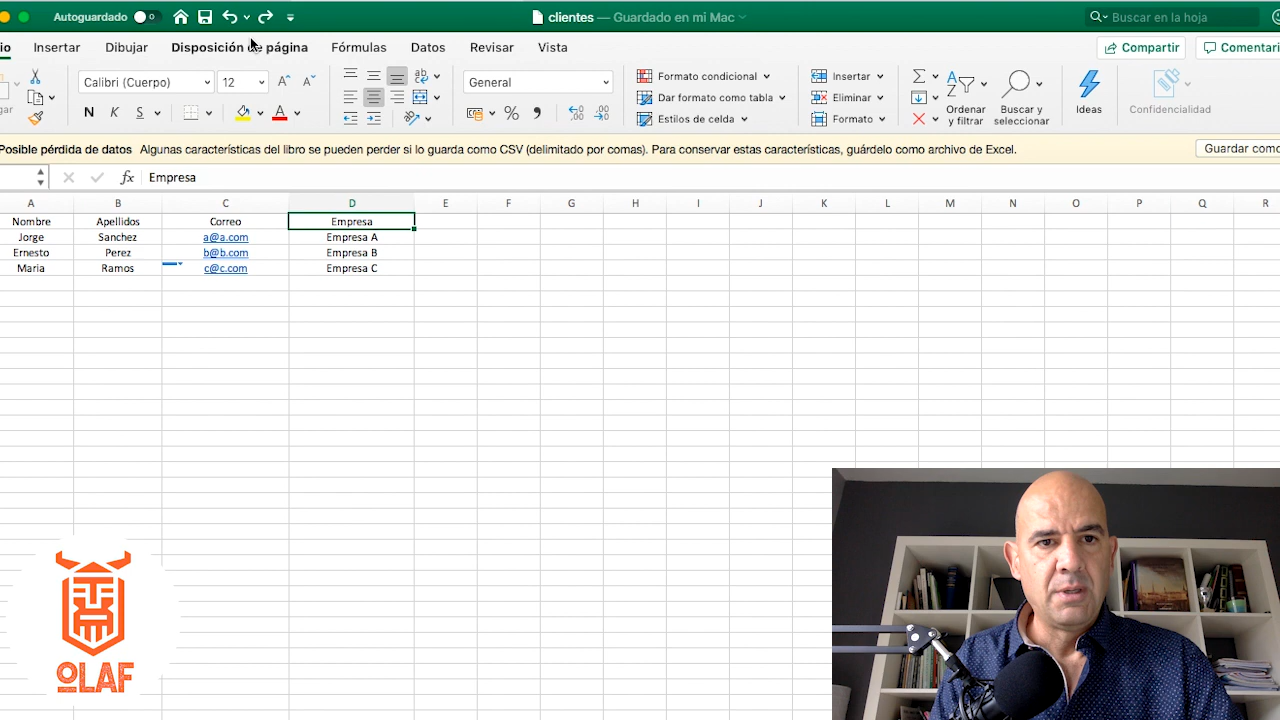 Autoguardado
clientes — Guardado en mi Mac
Buscar en la hoja
Insertar Dibujar Disposición de página Fórmulas Datos Revisar Vista
Compartir
Calibri (Cuerpo) 12
General
Formato condicional
Dar formato como tabla
Estilos de celda
Insertar
Eliminar
Formato
Ordenar y filtrar
Buscar y seleccionar
Ideas
Confidencialidad
N K S
Posible pérdida de datos Algunas características del libro se pueden perder si lo guarda como CSV (delimitado por comas). Para conservar estas características, guárdelo como archivo de Excel.
Guardar como
fx Empresa
A B C D E F G H I J K L M N O P Q R
Nombre Apellidos Correo Empresa
Jorge Sanchez a@a.com Empresa A
Ernesto Perez b@b.com Empresa B
Maria Ramos c@c.com Empresa C
OLAF